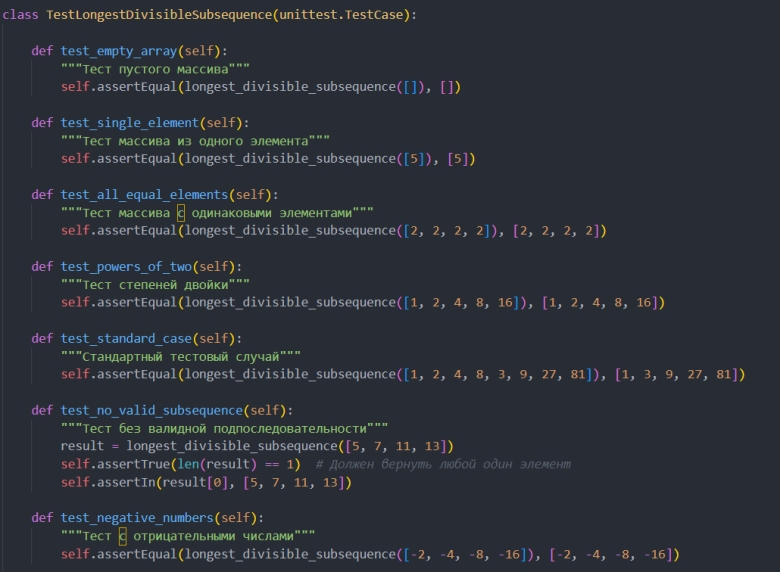 class TestLongestDivisibleSubsequence(unittest.TestCase):
def test_empty_array(self):
"""Тест пустого массива"""
self.assertEqual(longest_divisible_subsequence([]), [])
def test_single_element(self):
"""Тест массива из одного элемента"""
self.assertEqual(longest_divisible_subsequence([5]), [5])
def test_all_equal_elements(self):
"""Тест массива с одинаковыми элементами"""
self.assertEqual(longest_divisible_subsequence([2, 2, 2, 2]), [2, 2, 2, 2])
def test_powers_of_two(self):
"""Тест степеней двойки"""
self.assertEqual(longest_divisible_subsequence([1, 2, 4, 8, 16]), [1, 2, 4, 8, 16])
def test_standard_case(self):
"""Стандартный тестовый случай"""
self.assertEqual(longest_divisible_subsequence([1, 2, 4, 8, 3, 9, 27, 81]), [1, 3, 9, 27, 81])
def test_no_valid_subsequence(self):
"""Тест без валидной подпоследовательности"""
result = longest_divisible_subsequence([5, 7, 11, 13])
self.assertTrue(len(result) == 1)  # Должен вернуть любой один элемент
self.assertIn(result[0], [5, 7, 11, 13])
def test_negative_numbers(self):
"""Тест с отрицательными числами"""
self.assertEqual(longest_divisible_subsequence([-2, -4, -8, -16]), [-2, -4, -8, -16])